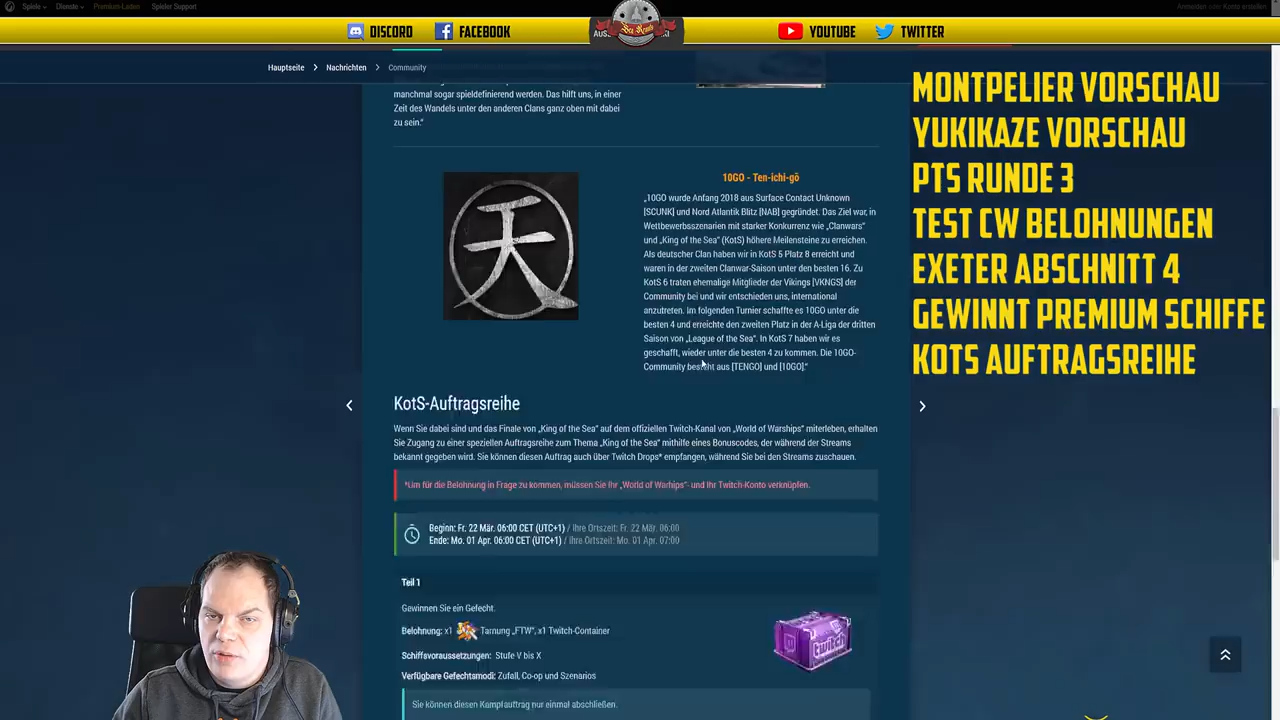 Spiele
Dienste
Premium-Laden
Spieler Support
Anmelden oder Konto erstellen
DISCORD
FACEBOOK
YOUTUBE
TWITTER
Hauptseite
Nachrichten
Community
manchmal sogar spieldefinierend werden. Das hilft uns, in einer
Zeit des Wandels unter den anderen Clans ganz oben mit dabei
zu sein."
MONTPELIER VORSCHAU
YUKIKAZE VORSCHAU
PTS RUNDE 3
TEST CW BELOHNUNGEN
EXETER ABSCHNITT 4
GEWINNT PREMIUM SCHIFFE
KOTS AUFTRAGSREIHE
天
10GO - Ten-ichi-gō
„10GO wurde Anfang 2018 aus Surface Contact Unknown
[SCUNK] und Nord Atlantik Blitz [NAB] gegründet. Das Ziel war, in
Wettbewerbsszenarien mit starker Konkurrenz wie „Clanwars"
und „King of the Sea" (KotS) höhere Meilensteine zu erreichen.
Als deutscher Clan haben wir in KotS 5 Platz 8 erreicht und
waren in der zweiten Clanwar-Saison unter den besten 16. Zu
KotS 6 traten ehemalige Mitglieder der Vikings [VKNGS] der
Community bei und wir entschieden uns, international
anzutreten. Im folgenden Turnier schaffte es 10GO unter die
besten 4 und erreichte den zweiten Platz in der A-Liga der dritten
Saison von „League of the Sea". In KotS 7 haben wir es
geschafft, wieder unter die besten 4 zu kommen. Die 10GO-
Community besteht aus [TENGO] und [10GO]."
KotS-Auftragsreihe
Wenn Sie dabei sind und das Finale von „King of the Sea" auf dem offiziellen Twitch-Kanal von „World of Warships" miterleben, erhalten
Sie Zugang zu einer speziellen Auftragsreihe zum Thema „King of the Sea" mithilfe eines Bonuscodes, der während der Streams
bekannt gegeben wird. Sie können diesen Auftrag auch über Twitch Drops* empfangen, während Sie bei den Streams zuschauen.
*Um für die Belohnung in Frage zu kommen, müssen Sie Ihr „World of Warhips"- und Ihr Twitch-Konto verknüpfen.
Beginn: Fr. 22 Mär. 06:00 CET (UTC+1) / Ihre Ortszeit: Fr. 22 Mär. 06:00
Ende: Mo. 01 Apr. 06:00 CET (UTC+1) / Ihre Ortszeit: Mo. 01 Apr. 07:00
Teil 1
Gewinnen Sie ein Gefecht.
Belohnung: x1 Tarnung „FTW", x1 Twitch-Container
Schiffsvoraussetzungen: Stufe V bis X
Verfügbare Gefechtsmodi: Zufall, Co-op und Szenarios
twitch
Sie können diesen Kampfauftrag nur einmal abschließen.